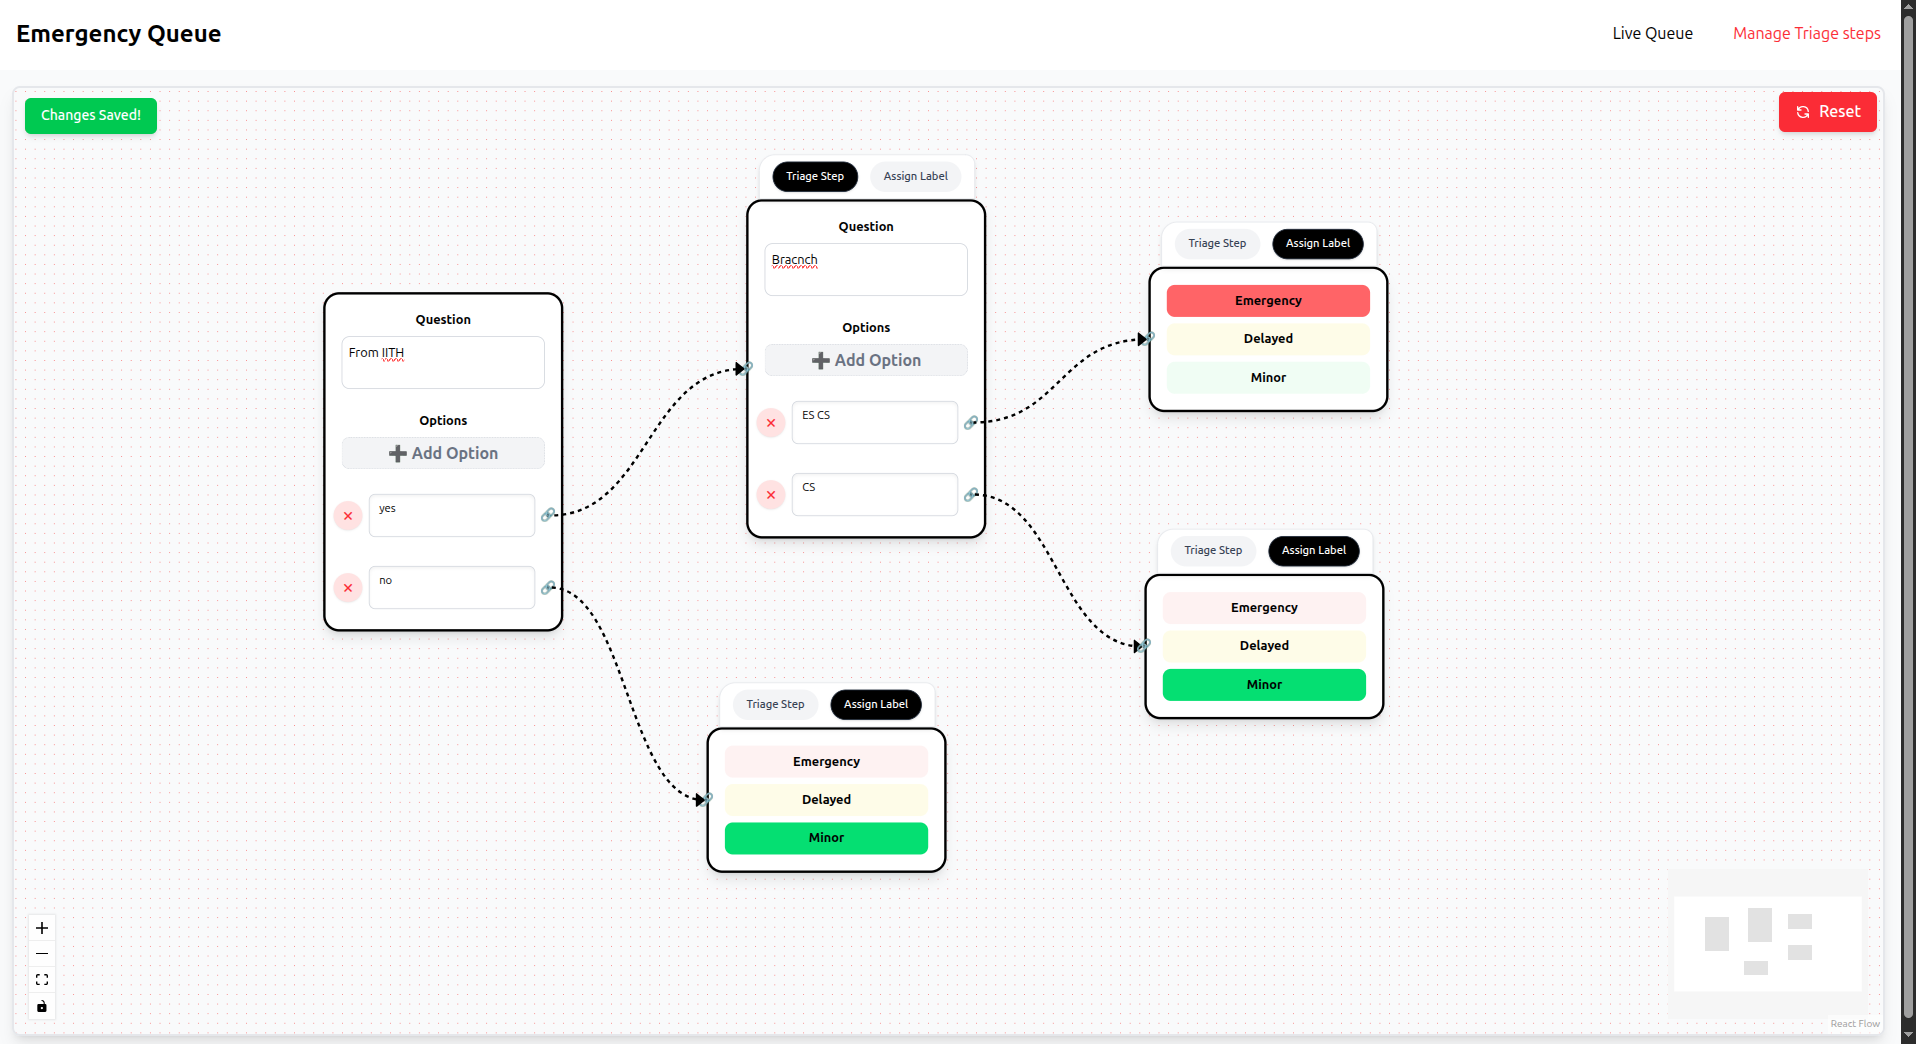 Emergency Queue
Live Queue
Manage Triage steps
Changes Saved!
Reset
Question
From IITH
Options
➕ Add Option
yes
no
Triage Step
Assign Label
Question
Bracnch
Options
➕ Add Option
ES CS
CS
Triage Step
Assign Label
Emergency
Delayed
Minor
Triage Step
Assign Label
Emergency
Delayed
Minor
Triage Step
Assign Label
Emergency
Delayed
Minor
React Flow